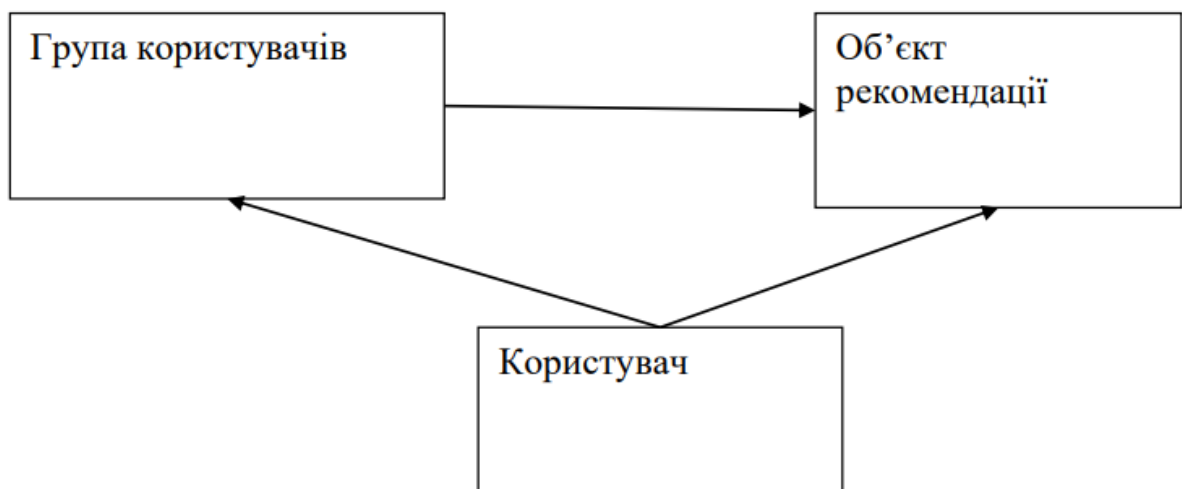 Група користувачів
Об’єкт
рекомендації
Користувач